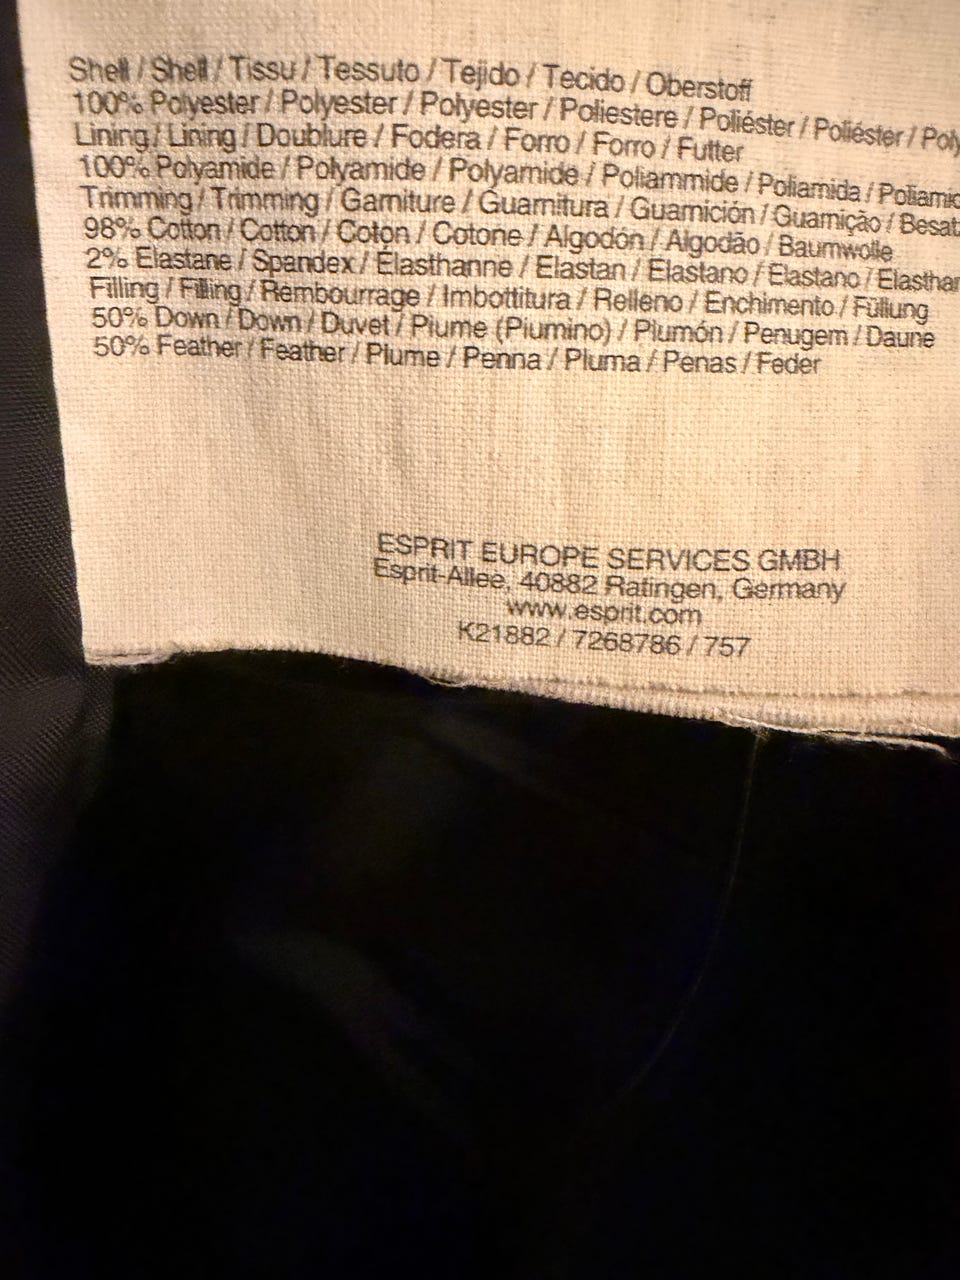 Shell / Shell / Tissu / Tessuto / Tejido / Tecido / Oberstoff
100% Polyester / Polyester / Polyester / Poliestere / Poliéster / Poliéster / Poly
Lining / Lining / Doublure / Fodera / Forro / Forro / Futter
100% Polyamide / Polyamide / Polyamide / Poliammide / Poliamida / Poliamid
Trimming / Trimming / Garniture / Guarnitura / Guarnición / Guarnição / Besatz
98% Cotton / Cotton / Coton / Cotone / Algodón / Algodão / Baumwolle
2% Elastane / Spandex / Élasthanne / Elastan / Elastano / Elastano / Elasthan
Filling / Filling / Rembourrage / Imbottitura / Relleno / Enchimento / Füllung
50% Down / Down / Duvet / Piume (Piumino) / Plumón / Penugem / Daune
50% Feather / Feather / Plume / Penna / Pluma / Penas / Feder
ESPRIT EUROPE SERVICES GMBH
Esprit-Allee, 40882 Ratingen, Germany
www.esprit.com
K21882 / 7268786 / 757